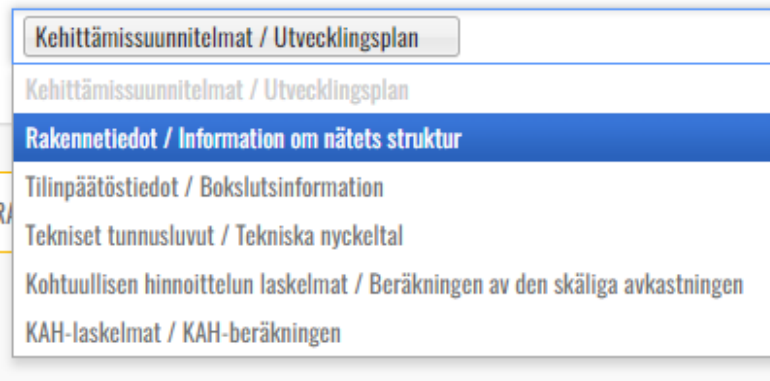 Kehittämissuunnitelmat / Utvecklingsplan
Kehittämissuunnitelmat / Utvecklingsplan
Rakennetiedot / Information om nätets struktur
Tilinpäätöstiedot / Bokslutsinformation
Tekniset tunnusluvut / Tekniska nyckeltal
Kohtuullisen hinnoittelun laskelmat / Beräkningen av den skäliga avkastningen
KAH-laskelmat / KAH-beräkningen